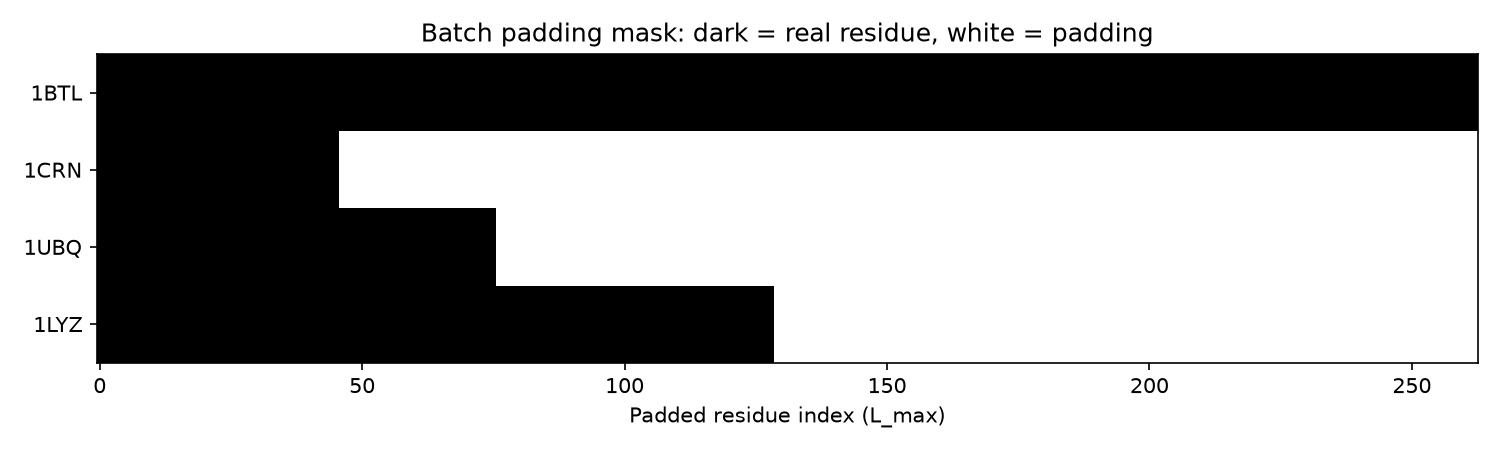 Batch padding mask: dark = real residue, white = padding
1BTL
1CRN
1UBQ
1LYZ
0 50 100 150 200 250
Padded residue index (L_max)